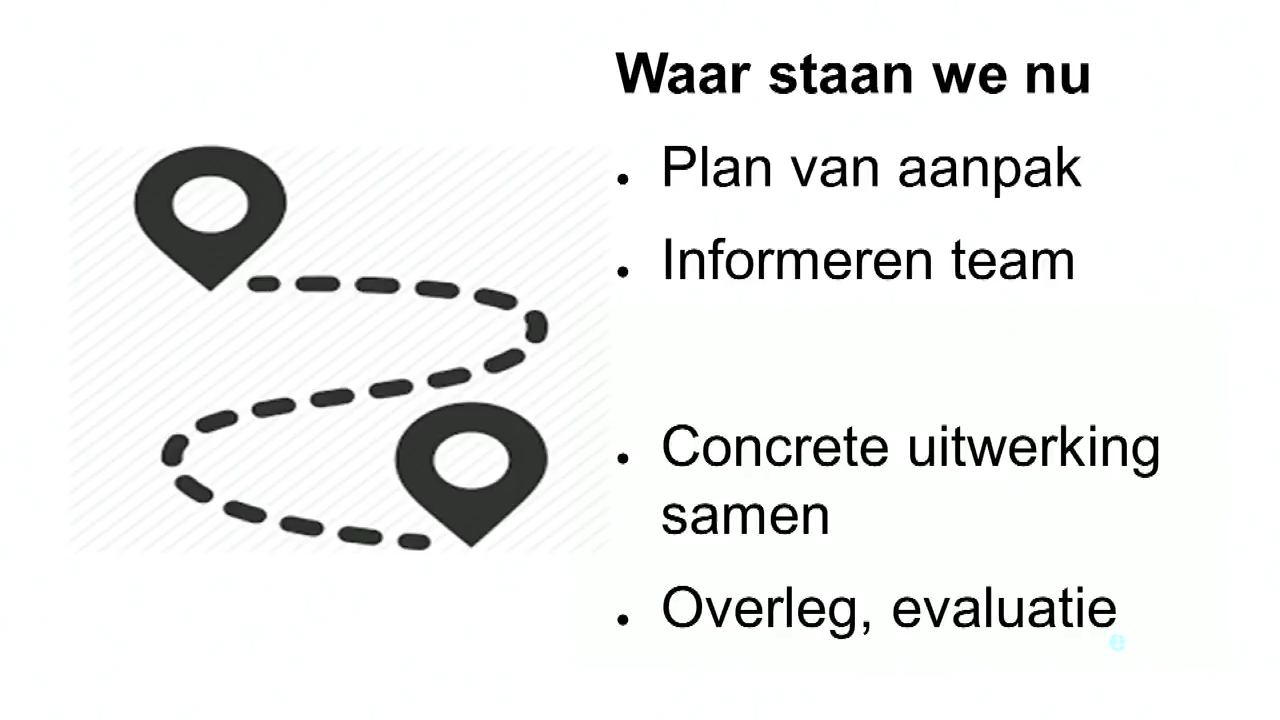 Waar staan we nu
• Plan van aanpak
• Informeren team
• Concrete uitwerking
samen
• Overleg, evaluatie
e